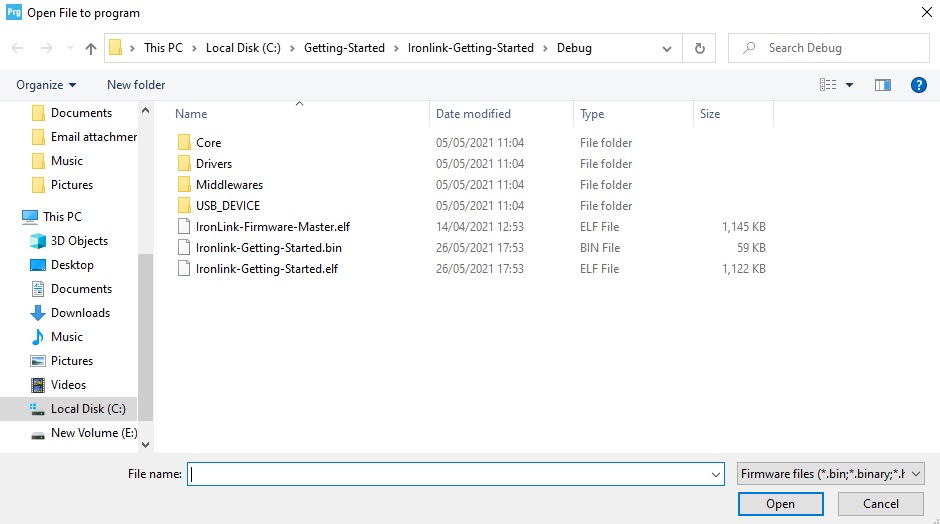 Prg Open File to program
This PC > Local Disk (C:) > Getting-Started > Ironlink-Getting-Started > Debug
Search Debug
Organize New folder
?
Documents
Email attachmer
Music
Pictures
This PC
3D Objects
Desktop
Documents
Downloads
Music
Pictures
Videos
Local Disk (C:)
New Volume (E:)
Name Date modified Type Size
Core 05/05/2021 11:04 File folder
Drivers 05/05/2021 11:04 File folder
Middlewares 05/05/2021 11:04 File folder
USB_DEVICE 05/05/2021 11:04 File folder
IronLink-Firmware-Master.elf 14/04/2021 12:53 ELF File 1,145 KB
Ironlink-Getting-Started.bin 26/05/2021 17:53 BIN File 59 KB
Ironlink-Getting-Started.elf 26/05/2021 17:53 ELF File 1,122 KB
File name:
Firmware files (*.bin;*.binary;*.h
Open Cancel